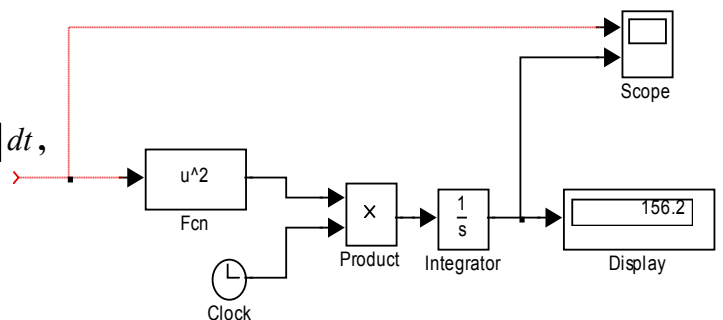 Scope
dt,
u^2
Fcn
×
Product
1
s
Integrator
156.2
Display
Clock